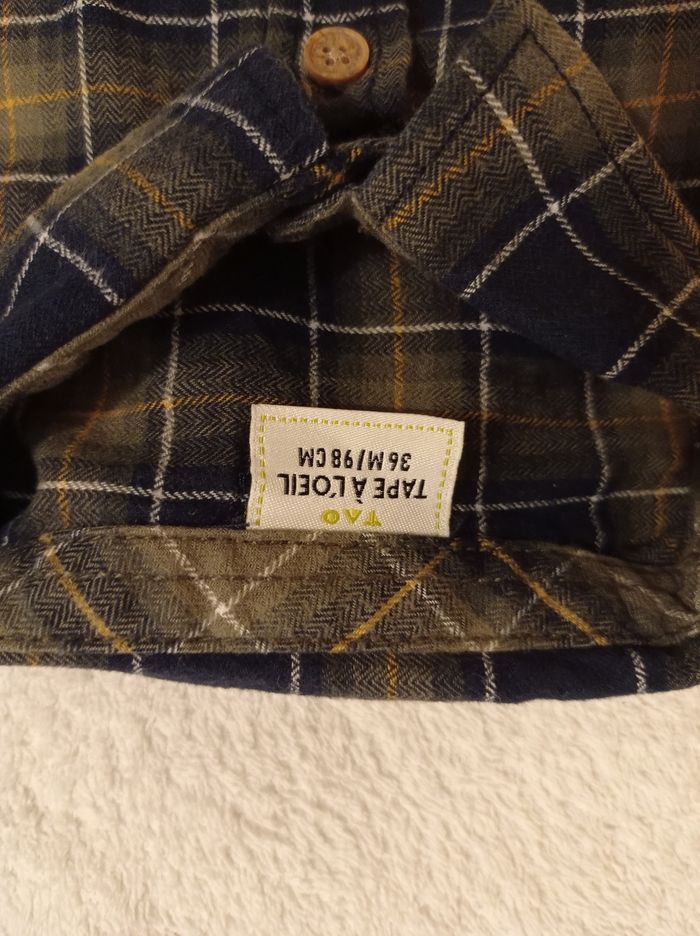 TAO
TAPE À L'OEIL
36 M/98 CM